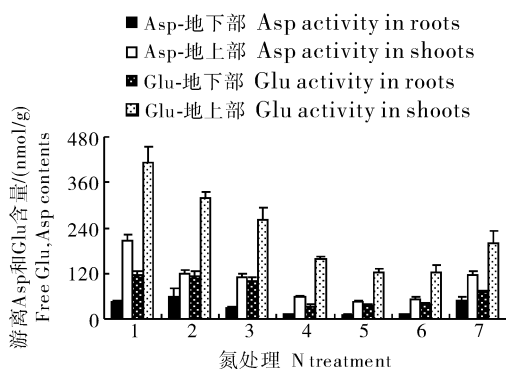 Asp-地下部 Asp activity in roots
Asp-地上部 Asp activity in shoots
Glu-地下部 Glu activity in roots
Glu-地上部 Glu activity in shoots
游离Asp和Glu含量/(nmol/g)
Free Glu,Asp contents
480
360
240
120
0
1 2 3 4 5 6 7
氮处理 N treatment